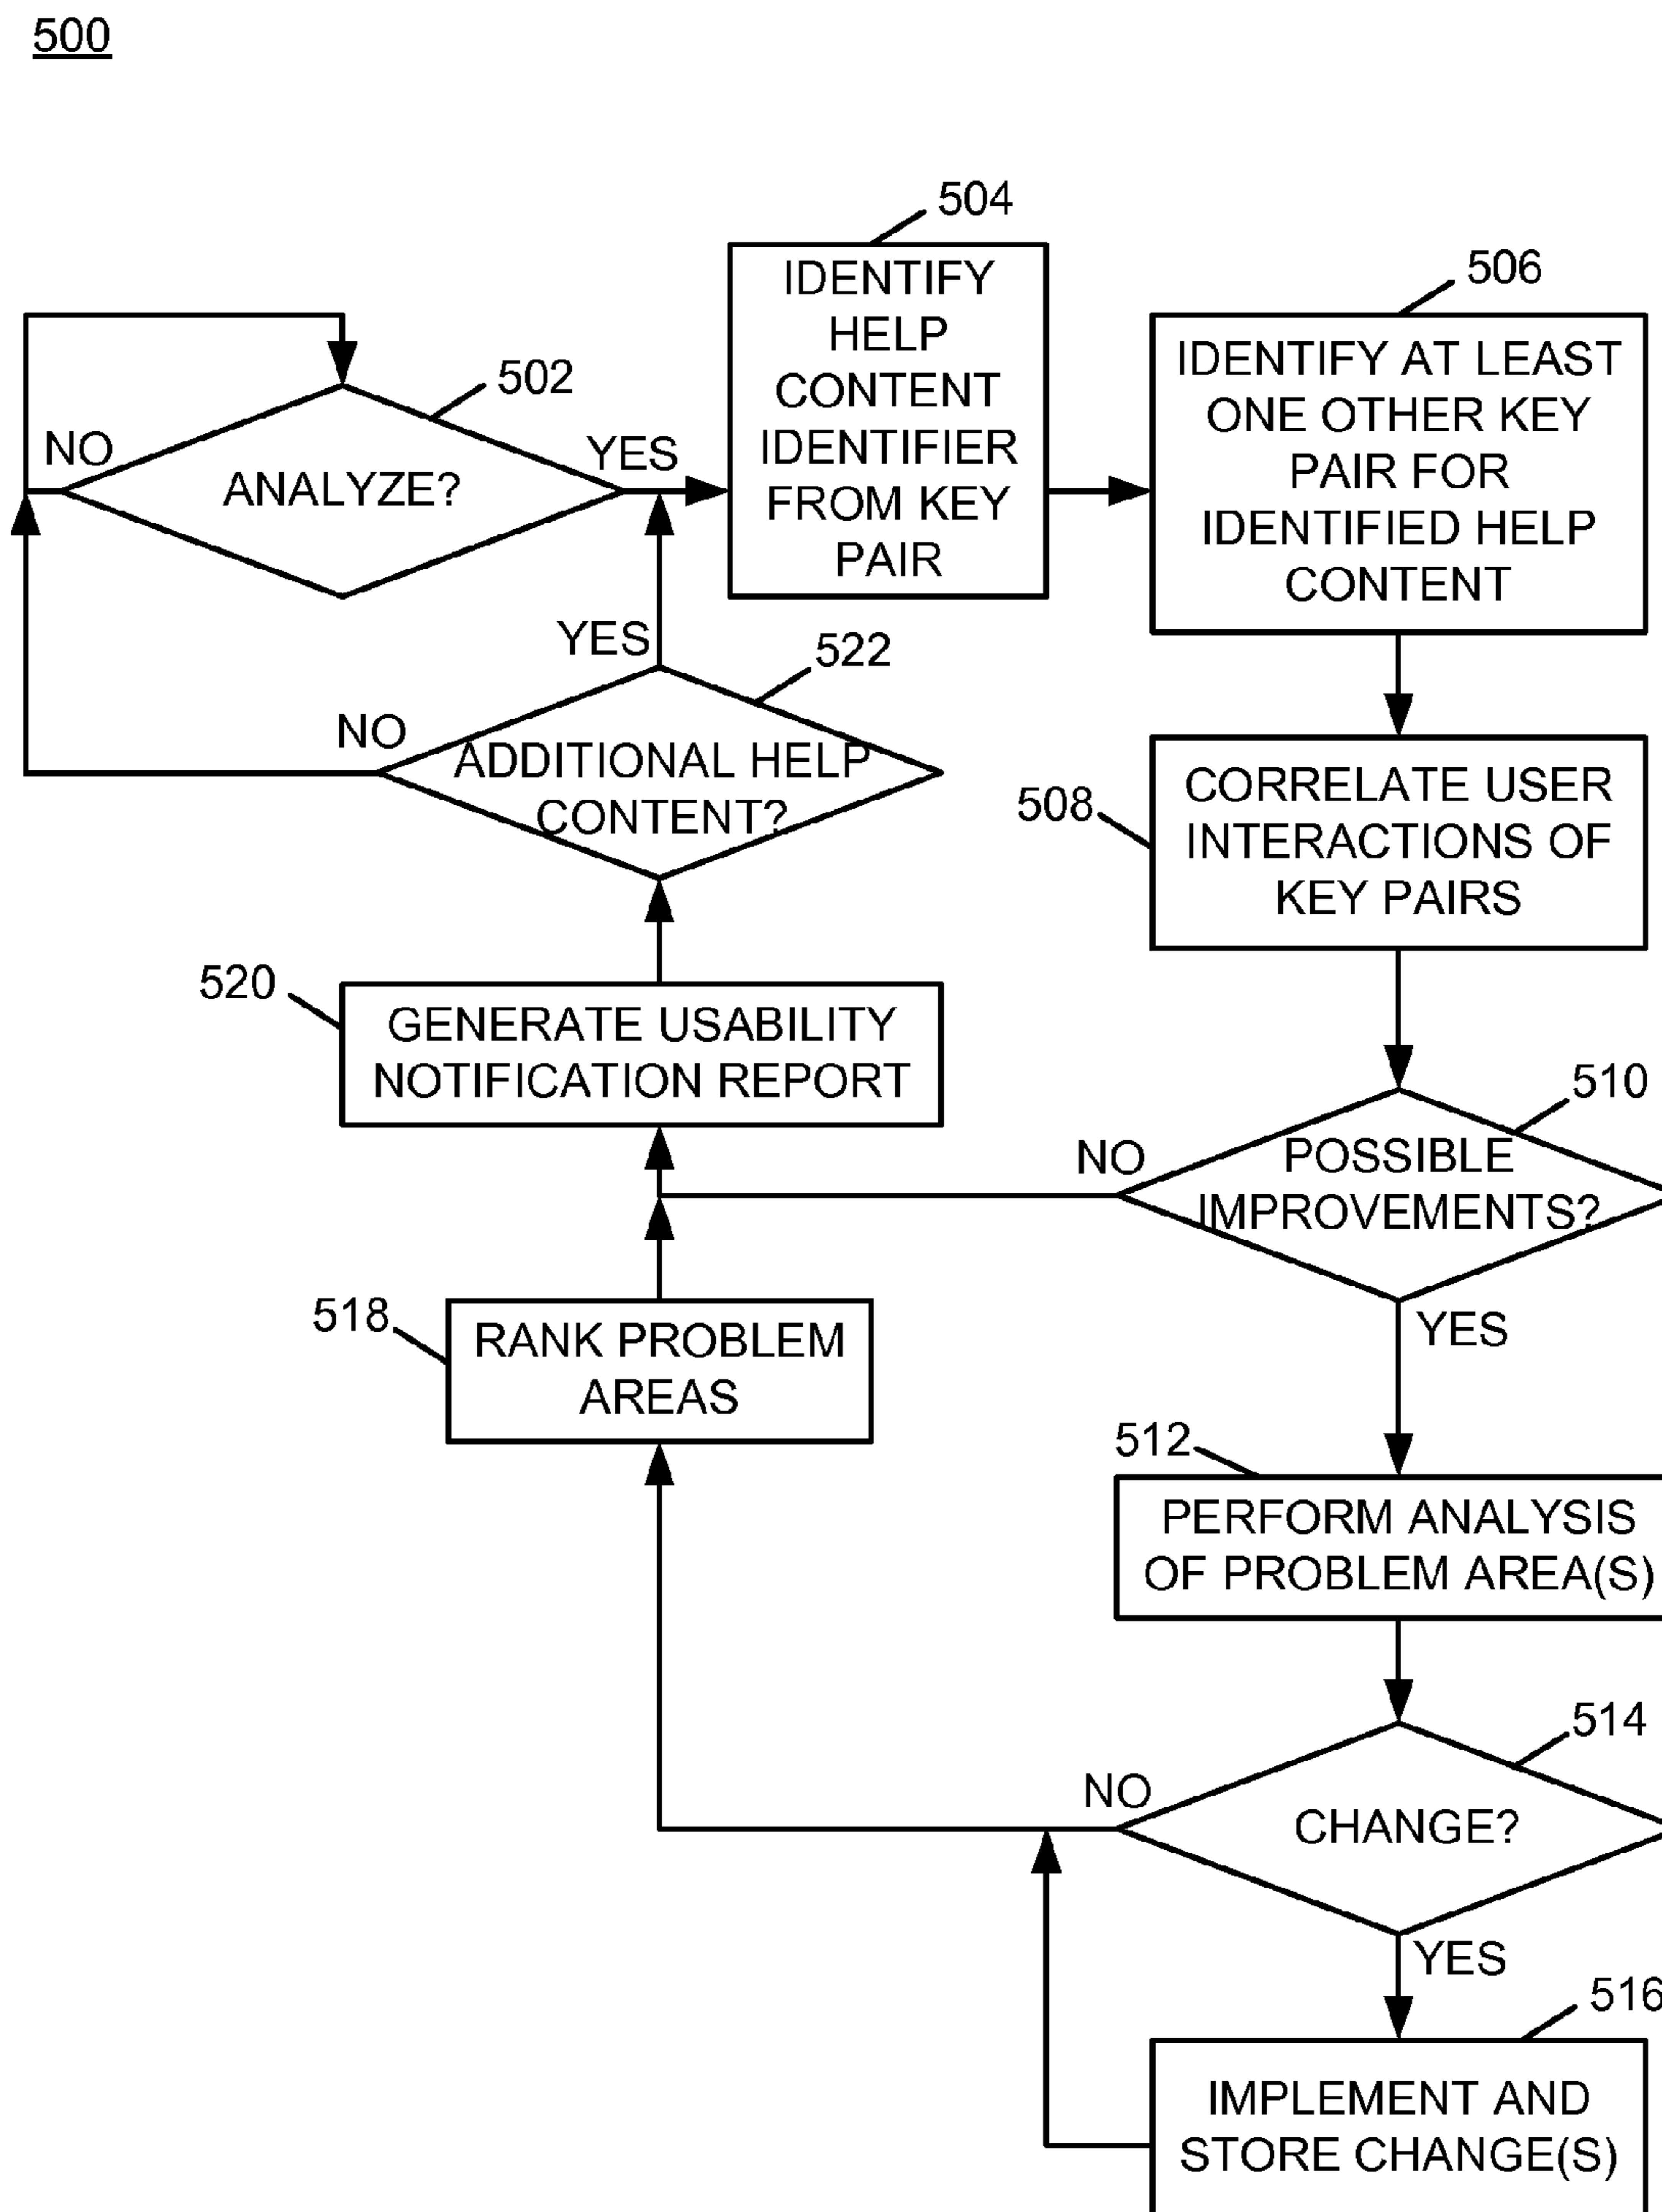 500
504
IDENTIFY
HELP
CONTENT
IDENTIFIER
FROM KEY
PAIR
506
IDENTIFY AT LEAST
ONE OTHER KEY
PAIR FOR
IDENTIFIED HELP
CONTENT
502
NO
YES
ANALYZE?
YES
522
NO
ADDITIONAL HELP
CONTENT?
508
CORRELATE USER
INTERACTIONS OF
KEY PAIRS
520
GENERATE USABILITY
NOTIFICATION REPORT
510
NO
POSSIBLE
IMPROVEMENTS?
YES
518
RANK PROBLEM
AREAS
512
PERFORM ANALYSIS
OF PROBLEM AREA(S)
514
NO
CHANGE?
YES
516
IMPLEMENT AND
STORE CHANGE(S)